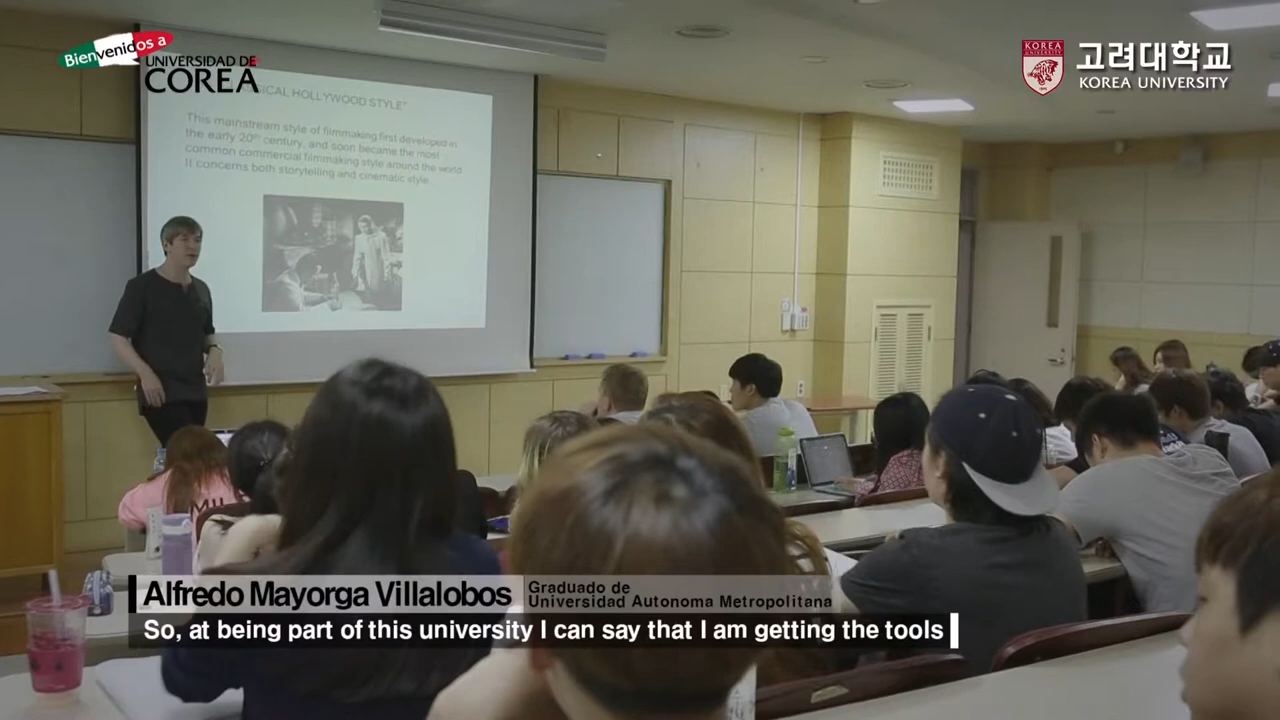 Bienvenidos a
UNIVERSIDAD DE
COREA
KOREA
UNIVERSITY
고려대학교
KOREA UNIVERSITY
HOLLYWOOD STYLE"
This mainstream style of filmmaking first developed in
the early 20th century, and soon became the most
common commercial filmmaking style around the world
It concerns both storytelling and cinematic style.
Alfredo Mayorga Villalobos
Graduado de
Universidad Autonoma Metropolitana
So, at being part of this university I can say that I am getting the tools